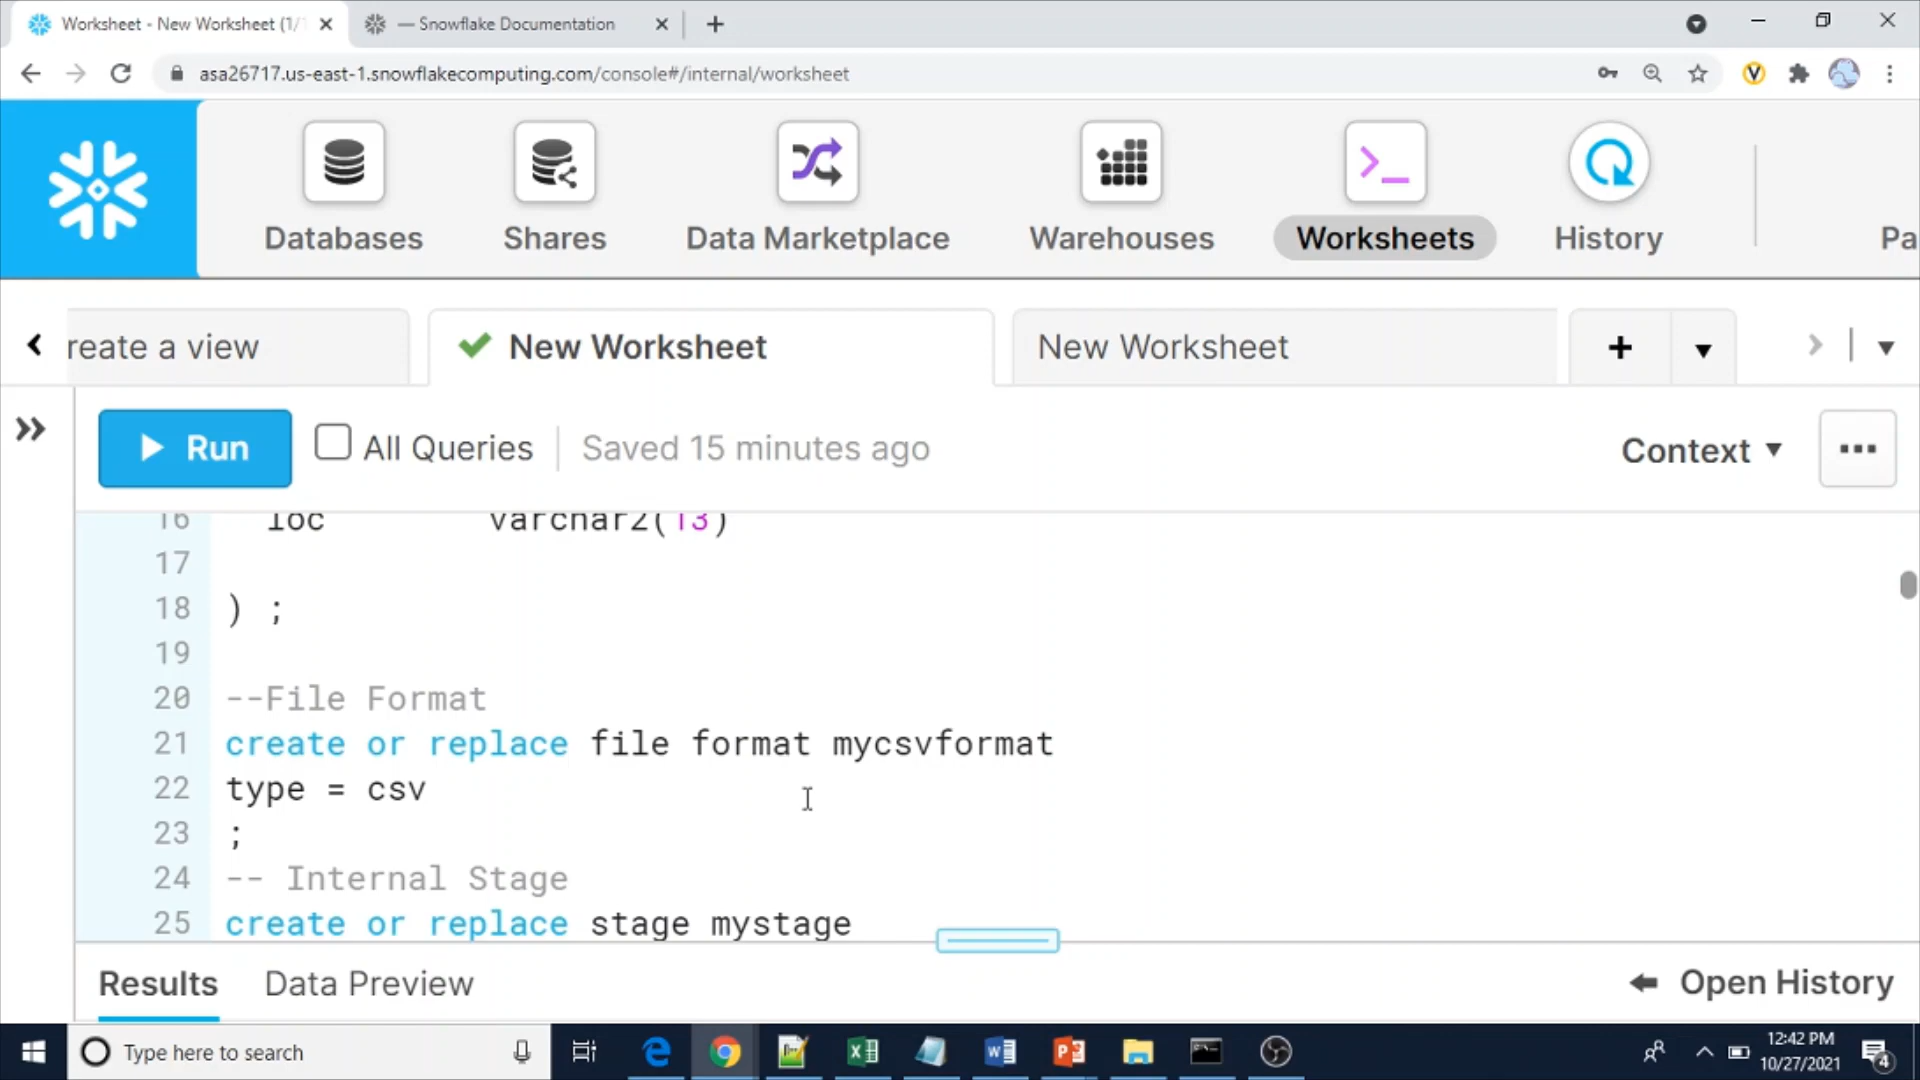 Worksheet - New Worksheet (1/
— Snowflake Documentation
asa26717.us-east-1.snowflakecomputing.com/console#/internal/worksheet
Databases
Shares
Data Marketplace
Warehouses
Worksheets
History
Pa
reate a view
New Worksheet
New Worksheet
Run
All Queries
Saved 15 minutes ago
Context
16 loc varchar2(13)
17
18 ) ;
19
20 --File Format
21 create or replace file format mycsvformat
22 type = csv
23 ;
24 -- Internal Stage
25 create or replace stage mystage
Results
Data Preview
Open History
Type here to search
12:42 PM
10/27/2021
4